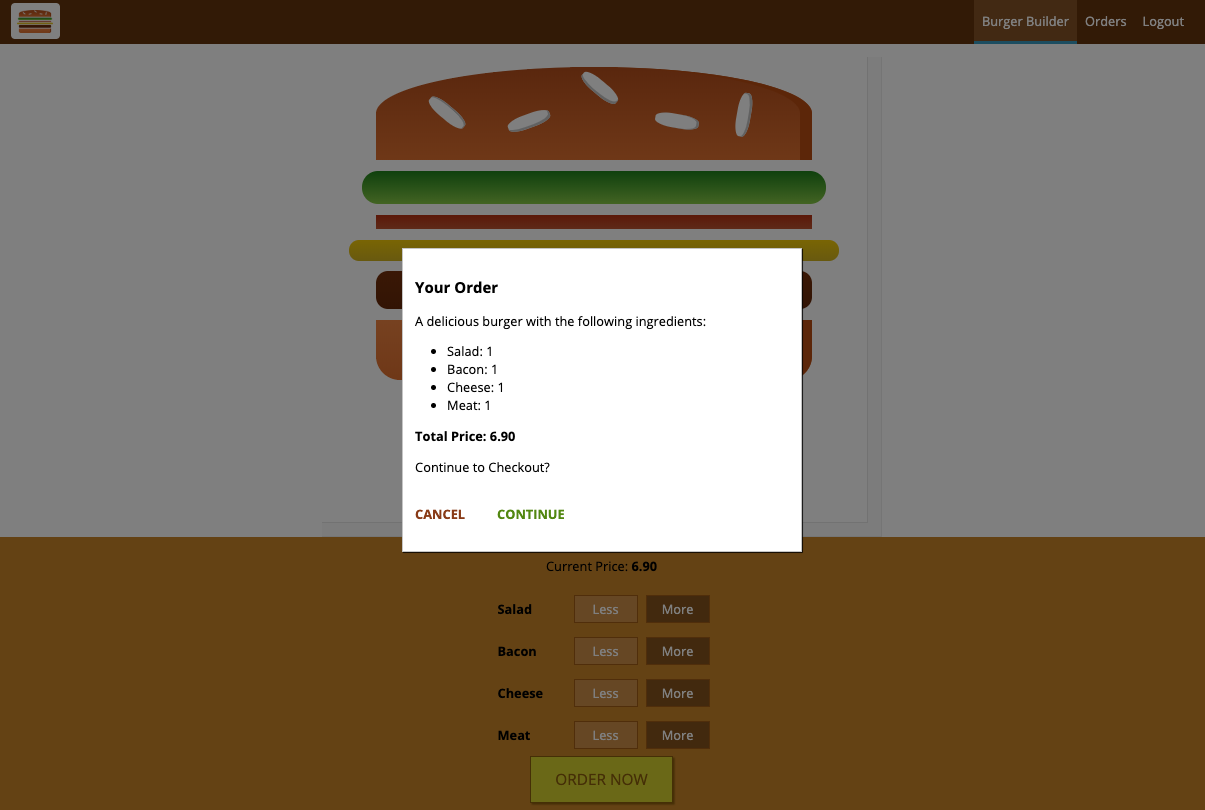 Burger Builder Orders Logout
Your Order
A delicious burger with the following ingredients:
Salad: 1
Bacon: 1
Cheese: 1
Meat: 1
Total Price: 6.90
Continue to Checkout?
CANCEL CONTINUE
Current Price: 6.90
Salad Less More
Bacon Less More
Cheese Less More
Meat Less More
ORDER NOW